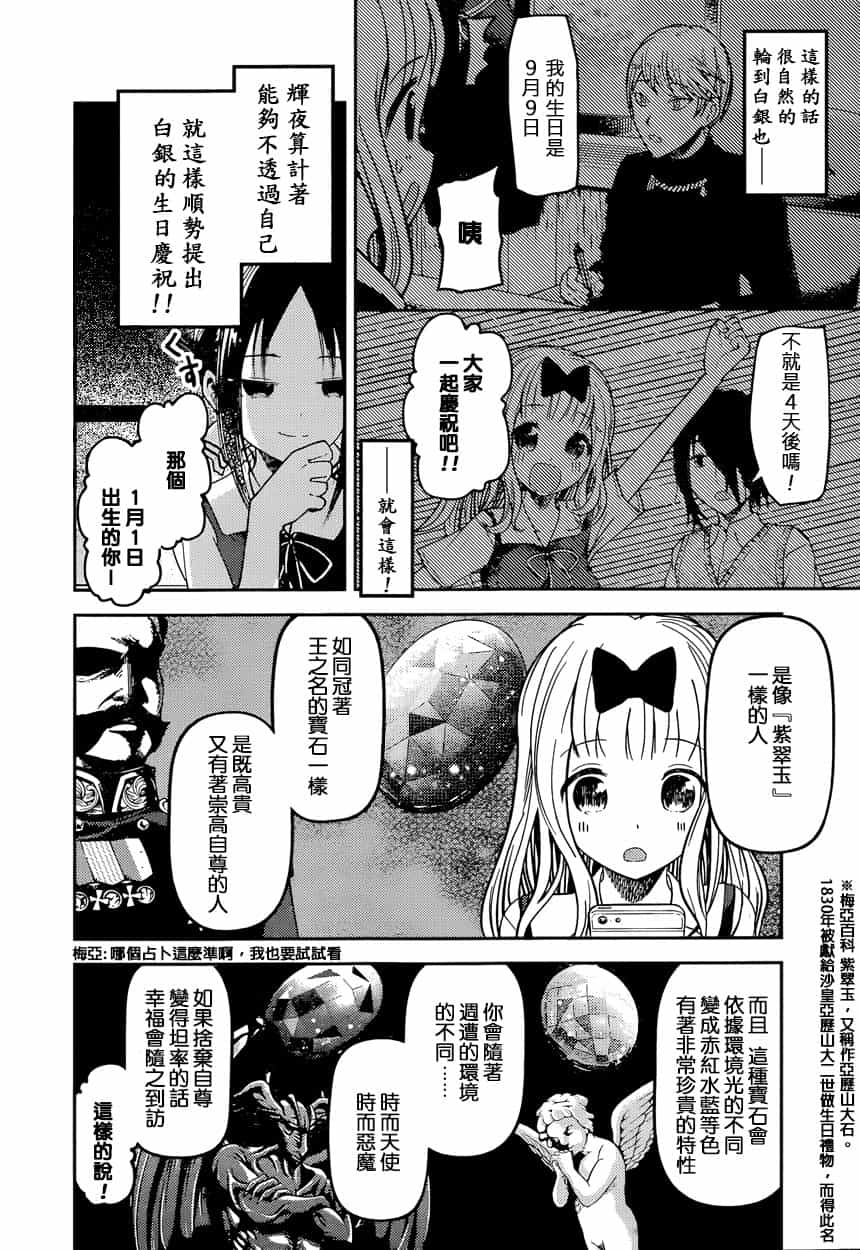 這樣的話
很自然的
輪到白銀也——
我的生日是
9月9日
咦
不就是4天後嗎！
大家
一起慶祝吧!!
——就會這樣！
輝夜算計著
能夠不透過自己
就這樣順勢提出
白銀的生日慶祝!!
くすっ
那個
1月1日
出生的你—
是像『紫翠玉』
一樣的人
如同冠著
王之名的寶石一樣
是既高貴
又有著崇高自尊的人
※梅亞百科 紫翠玉，又稱作亞歷山大石。
1830年被獻給沙皇亞歷山大二世做生日禮物，而得此名
梅亞：哪個占卜這麼準啊，我也要試試看
而且 這種寶石會
依據環境光的不同
變成赤紅水藍等色
有著非常珍貴的特性
你會隨著
週遭的環境
的不同……
時而天使
時而惡魔
如果捨棄自尊
變得坦率的話
幸福會隨之到訪
這樣的說！